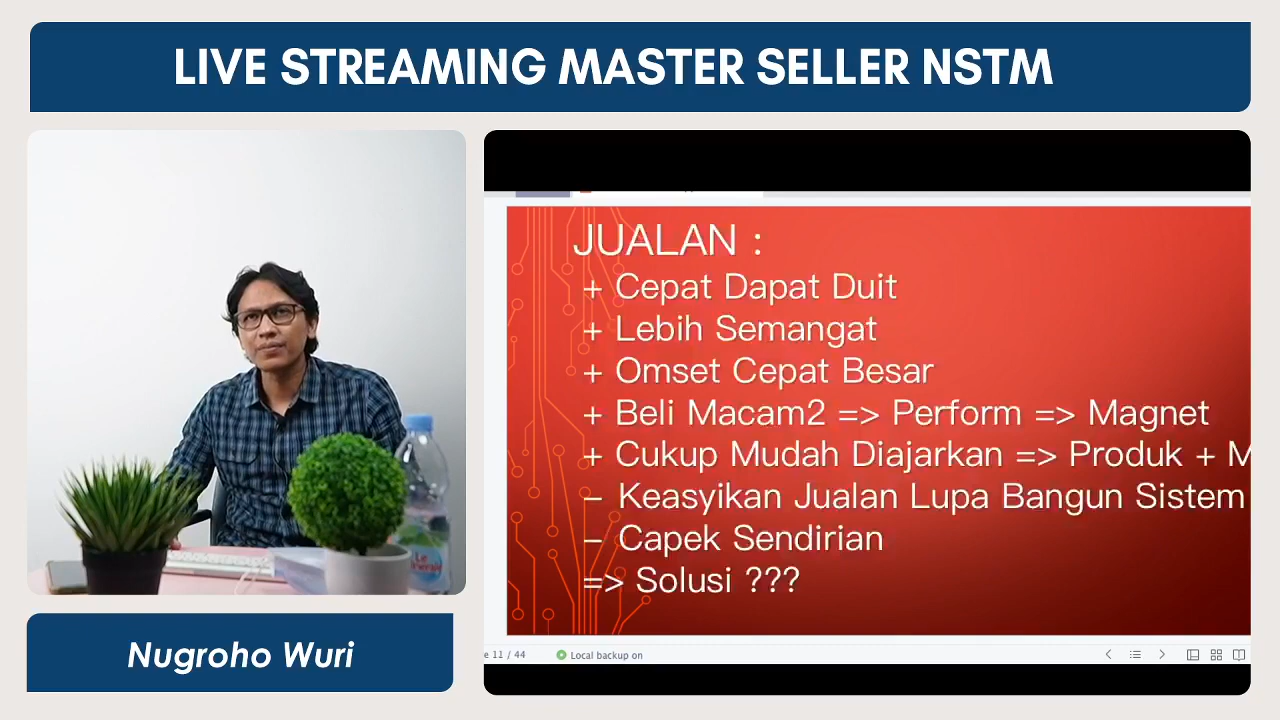 LIVE STREAMING MASTER SELLER NSTM
JUALAN :
+ Cepat Dapat Duit
+ Lebih Semangat
+ Omset Cepat Besar
+ Beli Macam2 => Perform => Magnet
+ Cukup Mudah Diajarkan => Produk + M
– Keasyikan Jualan Lupa Bangun Sistem
– Capek Sendirian
=> Solusi ???
e 11 / 44
Local backup on
Nugroho Wuri